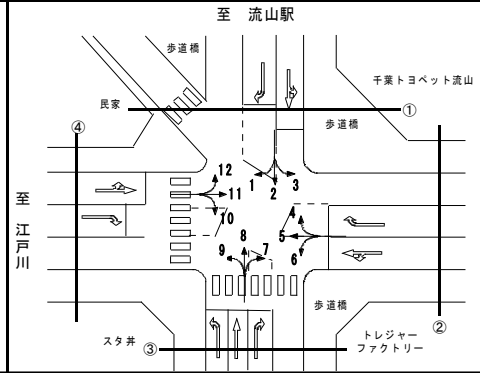 至 流山駅
歩道橋
千葉トヨペット流山
民家
①
歩道橋
④
12
11
10
1
2
3
至 江戸川
4
5
6
8
7
9
歩道橋
②
スタ丼
③
トレジャー
ファクトリー